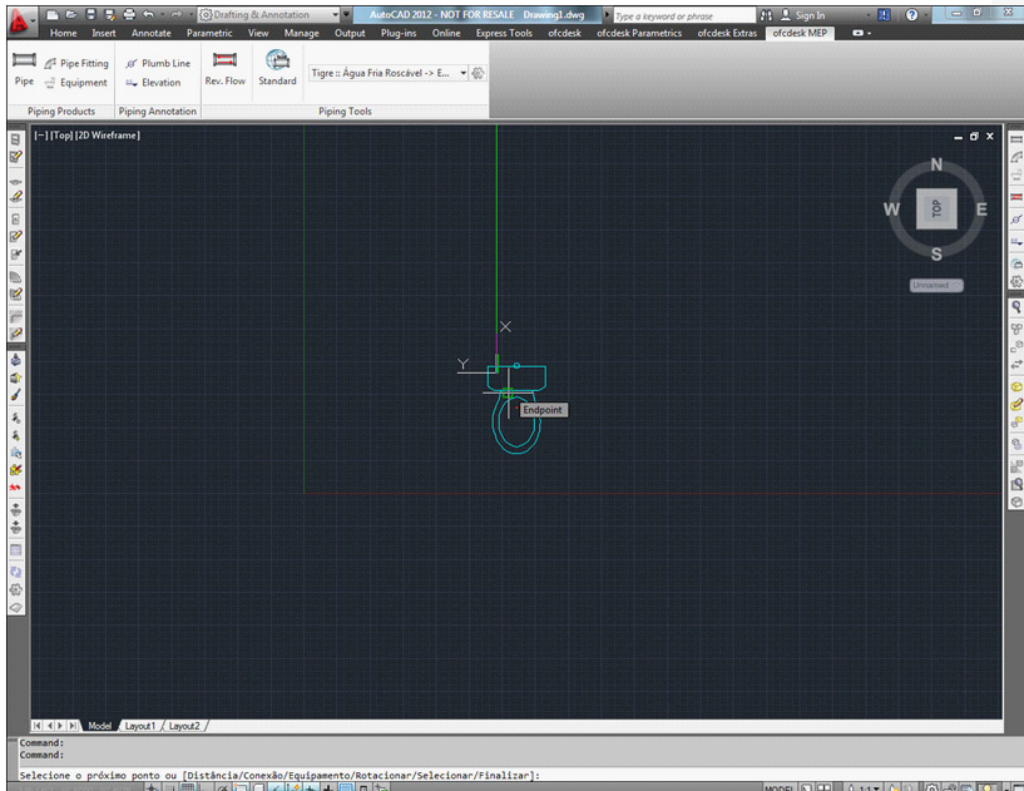 Drafting & Annotation
AutoCAD 2012 - NOT FOR RESALE Drawing1.dwg
Type a keyword or phrase
Sign In
Home Insert Annotate Parametric View Manage Output Plug-ins Online Express Tools ofcdesk ofcdesk Parametrics ofcdesk Extras ofcdesk MEP
Pipe Fitting
Plumb Line
Tigre :: Água Fria Roscável -> E...
Pipe
Equipment
Elevation
Rev. Flow
Standard
Piping Products
Piping Annotation
Piping Tools
[−] [Top] [2D Wireframe]
N
W
TOP
E
S
Unnamed
X
Y
Endpoint
Model Layout1 Layout2
Command:
Command:
Selecione o próximo ponto ou [Distância/Conexão/Equipamento/Rotacionar/Selecionar/Finalizar]:
MODEL
1:1